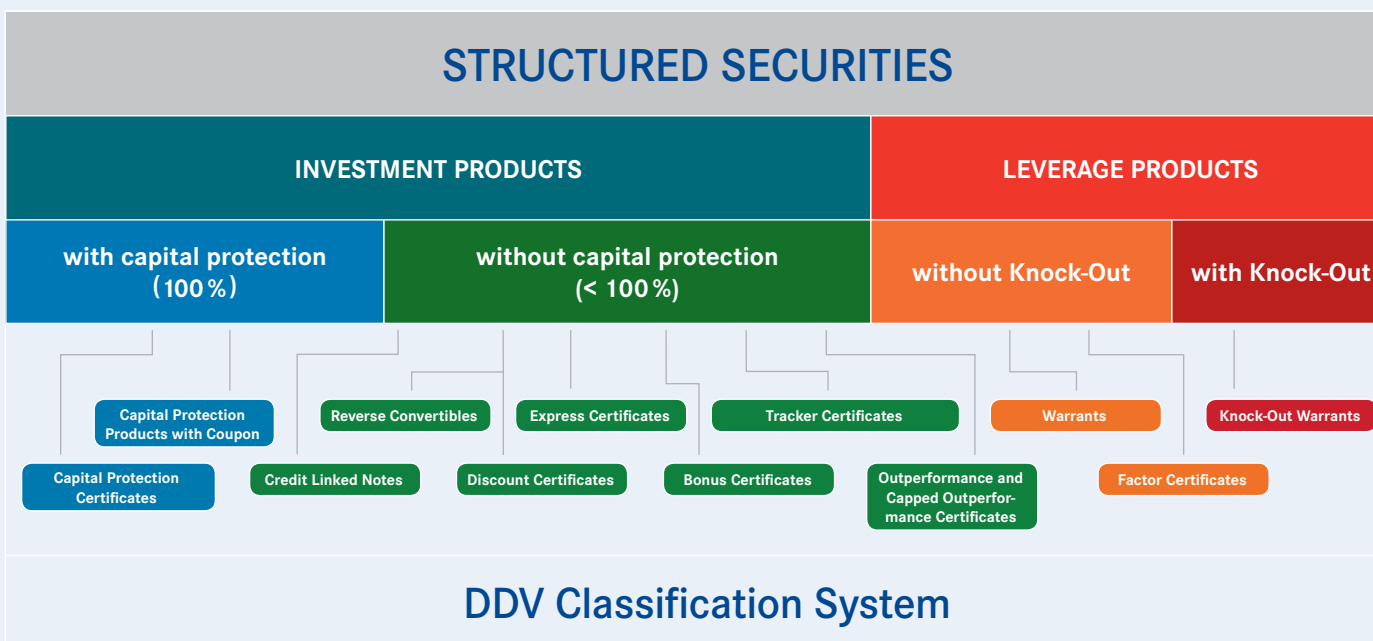 STRUCTURED SECURITIES
INVESTMENT PRODUCTS
LEVERAGE PRODUCTS
with capital protection
(100 %)
without capital protection
(< 100 %)
without Knock-Out
with Knock-Out
Capital Protection
Products with Coupon
Reverse Convertibles
Express Certificates
Tracker Certificates
Warrants
Knock-Out Warrants
Capital Protection
Certificates
Credit Linked Notes
Discount Certificates
Bonus Certificates
Outperformance and
Capped Outperfor-
mance Certificates
Factor Certificates
DDV Classification System